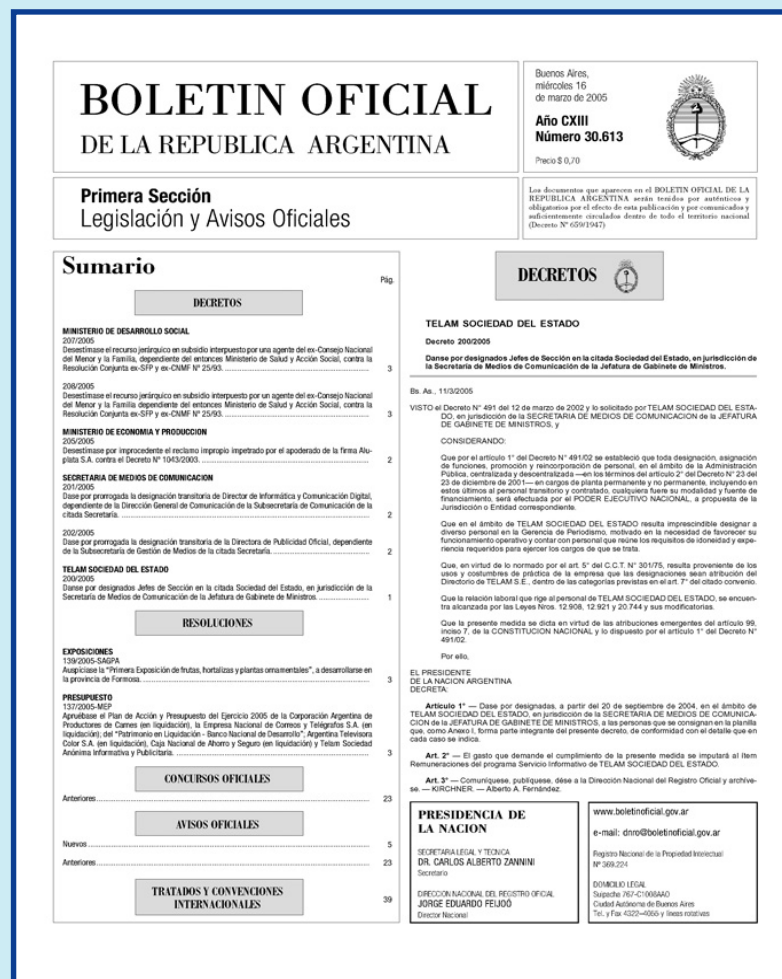 BOLETIN OFICIAL
DE LA REPUBLICA ARGENTINA
Buenos Aires,
miércoles 16
de marzo de 2005
Año CXIII
Número 30.613
Precio $ 0,70
Primera Sección
Legislación y Avisos Oficiales
Los documentos que aparecen en el BOLETIN OFICIAL DE LA
REPUBLICA ARGENTINA serán tenidos por auténticos y
obligatorios por el efecto de esta publicación y por comunicados y
suficientemente circulados dentro de todo el territorio nacional
(Decreto Nº 659/1947)
Sumario
Pág.
DECRETOS
MINISTERIO DE DESARROLLO SOCIAL
207/2005
Desestímase el recurso jerárquico en subsidio interpuesto por una agente del ex-Consejo Nacional
del Menor y la Familia, dependiente del entonces Ministerio de Salud y Acción Social, contra la
Resolución Conjunta ex-SFP y ex-CNMF Nº 25/93. 3
208/2005
Desestímase el recurso jerárquico en subsidio interpuesto por un agente del ex-Consejo Nacional
del Menor y la Familia, dependiente del entonces Ministerio de Salud y Acción Social, contra la
Resolución Conjunta ex-SFP y ex-CNMF Nº 25/93. 3
MINISTERIO DE ECONOMIA Y PRODUCCION
205/2005
Desestímase por improcedente el reclamo impropio impetrado por el apoderado de la firma Alu-
plata S.A. contra el Decreto Nº 1043/2003. 2
SECRETARIA DE MEDIOS DE COMUNICACION
201/2005
Dase por prorrogada la designación transitoria de Director de Informática y Comunicación Digital,
dependiente de la Dirección General de Comunicación de la Subsecretaría de Comunicación de la
citada Secretaría. 2
202/2005
Dase por prorrogada la designación transitoria de la Directora de Publicidad Oficial, dependiente
de la Subsecretaría de Gestión de Medios de la citada Secretaría. 2
TELAM SOCIEDAD DEL ESTADO
200/2005
Danse por designados Jefes de Sección en la citada Sociedad del Estado, en jurisdicción de la
Secretaría de Medios de Comunicación de la Jefatura de Gabinete de Ministros. 1
RESOLUCIONES
EXPOSICIONES
139/2005-SAGPA
Auspíciase la "Primera Exposición de frutas, hortalizas y plantas ornamentales", a desarrollarse en
la provincia de Formosa. 3
PRESUPUESTO
137/2005-MEP
Apruébase el Plan de Acción y Presupuesto del Ejercicio 2005 de la Corporación Argentina de
Productores de Carnes (en liquidación), la Empresa Nacional de Correos y Telégrafos S.A. (en
liquidación); del "Patrimonio en Liquidación - Banco Nacional de Desarrollo"; Argentina Televisora
Color S.A. (en liquidación), Caja Nacional de Ahorro y Seguro (en liquidación) y Telam Sociedad
Anónima Informativa y Publicitaria. 3
CONCURSOS OFICIALES
Anteriores 23
AVISOS OFICIALES
Nuevos 5
Anteriores 23
TRATADOS Y CONVENCIONES
INTERNACIONALES 39
DECRETOS
TELAM SOCIEDAD DEL ESTADO
Decreto 200/2005
Danse por designados Jefes de Sección en la citada Sociedad del Estado, en jurisdicción de
la Secretaría de Medios de Comunicación de la Jefatura de Gabinete de Ministros.
Bs. As., 11/3/2005
VISTO el Decreto N° 491 del 12 de marzo de 2002 y lo solicitado por TELAM SOCIEDAD DEL ESTA-
DO, en jurisdicción de la SECRETARIA DE MEDIOS DE COMUNICACION de la JEFATURA
DE GABINETE DE MINISTROS, y
CONSIDERANDO:
Que por el artículo 1° del Decreto N° 491/02 se estableció que toda designación, asignación
de funciones, promoción y reincorporación de personal, en el ámbito de la Administración
Pública, centralizada y descentralizada —en los términos del artículo 2° del Decreto N° 23 del
23 de diciembre de 2001— en cargos de planta permanente y no permanente, incluyendo en
estos últimos al personal transitorio y contratado, cualquiera fuere su modalidad y fuente de
financiamiento, será efectuada por el PODER EJECUTIVO NACIONAL, a propuesta de la
Jurisdicción o Entidad correspondiente.
Que en el ámbito de TELAM SOCIEDAD DEL ESTADO resulta imprescindible designar a
diverso personal en la Gerencia de Periodismo, motivado en la necesidad de favorecer su
funcionamiento operativo y contar con personal que reúne los requisitos de idoneidad y expe-
riencia requeridos para ejercer los cargos de que se trata.
Que, en virtud de lo normado por el art. 5° del C.C.T. N° 301/75, resulta proveniente de los
usos y costumbres de práctica de la empresa que las designaciones sean atribución del
Directorio de TELAM S.E., dentro de las categorías previstas en el art. 7° del citado convenio.
Que la relación laboral que rige al personal de TELAM SOCIEDAD DEL ESTADO, se encuen-
tra alcanzada por las Leyes Nros. 12.908, 12.921 y 20.744 y sus modificatorias.
Que la presente medida se dicta en virtud de las atribuciones emergentes del artículo 99,
inciso 7, de la CONSTITUCION NACIONAL y lo dispuesto por el artículo 1° del Decreto N°
491/02.
Por ello,
EL PRESIDENTE
DE LA NACION ARGENTINA
DECRETA:
Artículo 1° — Dase por designadas, a partir del 20 de septiembre de 2004, en el ámbito de
TELAM SOCIEDAD DEL ESTADO, en jurisdicción de la SECRETARIA DE MEDIOS DE COMUNICA-
CION de la JEFATURA DE GABINETE DE MINISTROS, a las personas que se consignan en la planilla
que, como Anexo I, forma parte integrante del presente decreto, de conformidad con el detalle que en
cada caso se indica.
Art. 2° — El gasto que demande el cumplimiento de la presente medida se imputará al Item
Remuneraciones del programa Servicio Informativo de TELAM SOCIEDAD DEL ESTADO.
Art. 3° — Comuníquese, publíquese, dése a la Dirección Nacional del Registro Oficial y archíve-
se. — KIRCHNER. — Alberto A. Fernández.
PRESIDENCIA DE
LA NACION
SECRETARIA LEGAL Y TECNICA
DR. CARLOS ALBERTO ZANNINI
Secretario
DIRECCION NACIONAL DEL REGISTRO OFICIAL
JORGE EDUARDO FEIJOÓ
Director Nacional
www.boletinoficial.gov.ar
e-mail: dnro@boletinoficial.gov.ar
Registro Nacional de la Propiedad Intelectual
Nº 369.224
DOMICILIO LEGAL
Suipacha 767-C1008AAO
Ciudad Autónoma de Buenos Aires
Tel. y Fax 4322-4055 y líneas rotativas